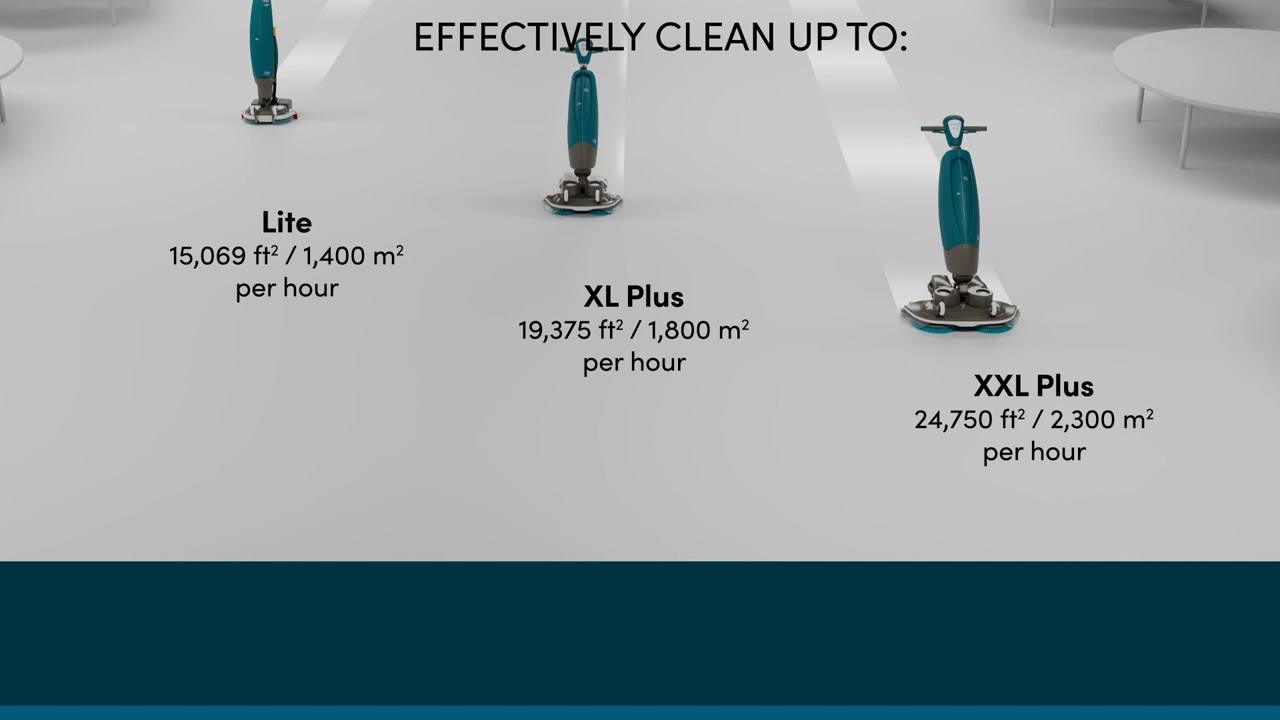 EFFECTIVELY CLEAN UP TO:
Lite
15,069 ft² / 1,400 m²
per hour
XL Plus
19,375 ft² / 1,800 m²
per hour
XXL Plus
24,750 ft² / 2,300 m²
per hour